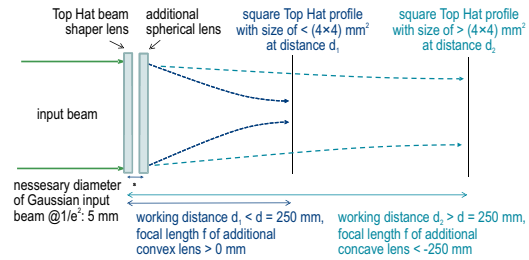 Top Hat beam
shaper lens
additional
spherical lens
square Top Hat profile
with size of < (4×4) mm²
at distance d₁
square Top Hat profile
with size of > (4×4) mm²
at distance d₂
input beam
nessesary diameter
of Gaussian input
beam @1/e²: 5 mm
working distance d₁ < d = 250 mm,
focal length f of additional
convex lens > 0 mm
working distance d₂ > d = 250 mm,
focal length f of additional
concave lens < -250 mm